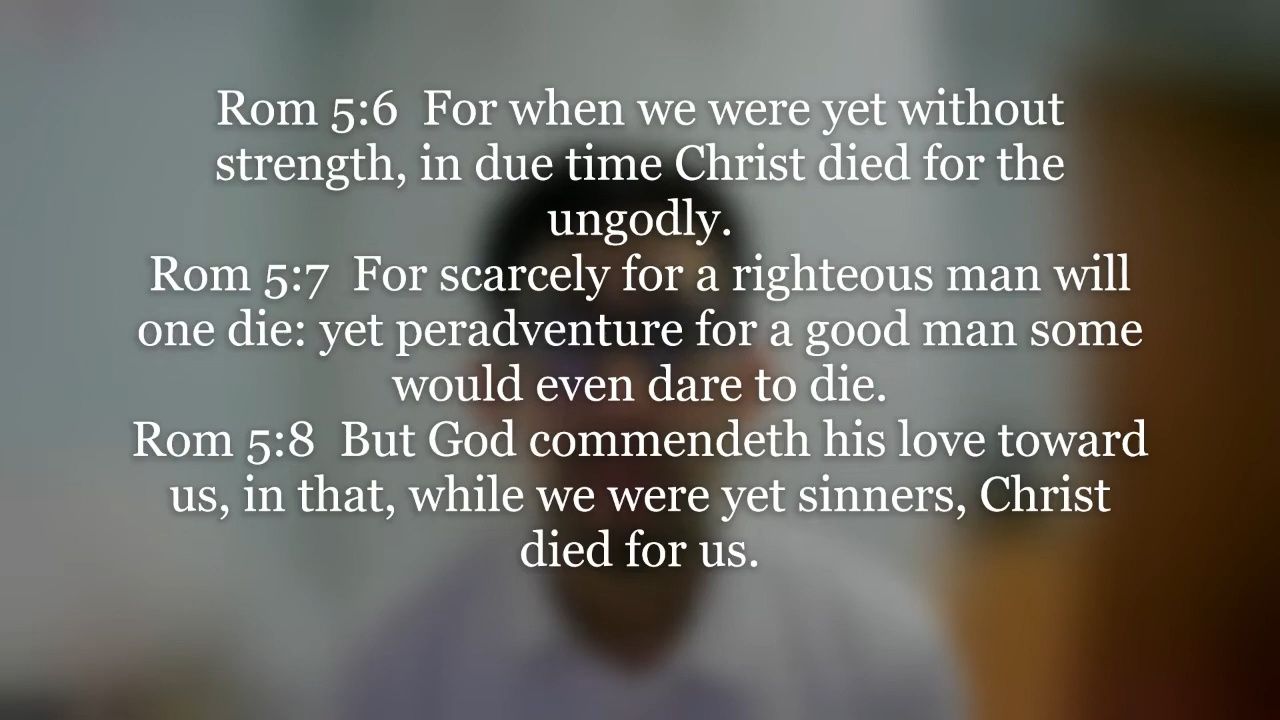 Rom 5:6  For when we were yet without
strength, in due time Christ died for the
ungodly.
Rom 5:7  For scarcely for a righteous man will
one die: yet peradventure for a good man some
would even dare to die.
Rom 5:8  But God commendeth his love toward
us, in that, while we were yet sinners, Christ
died for us.